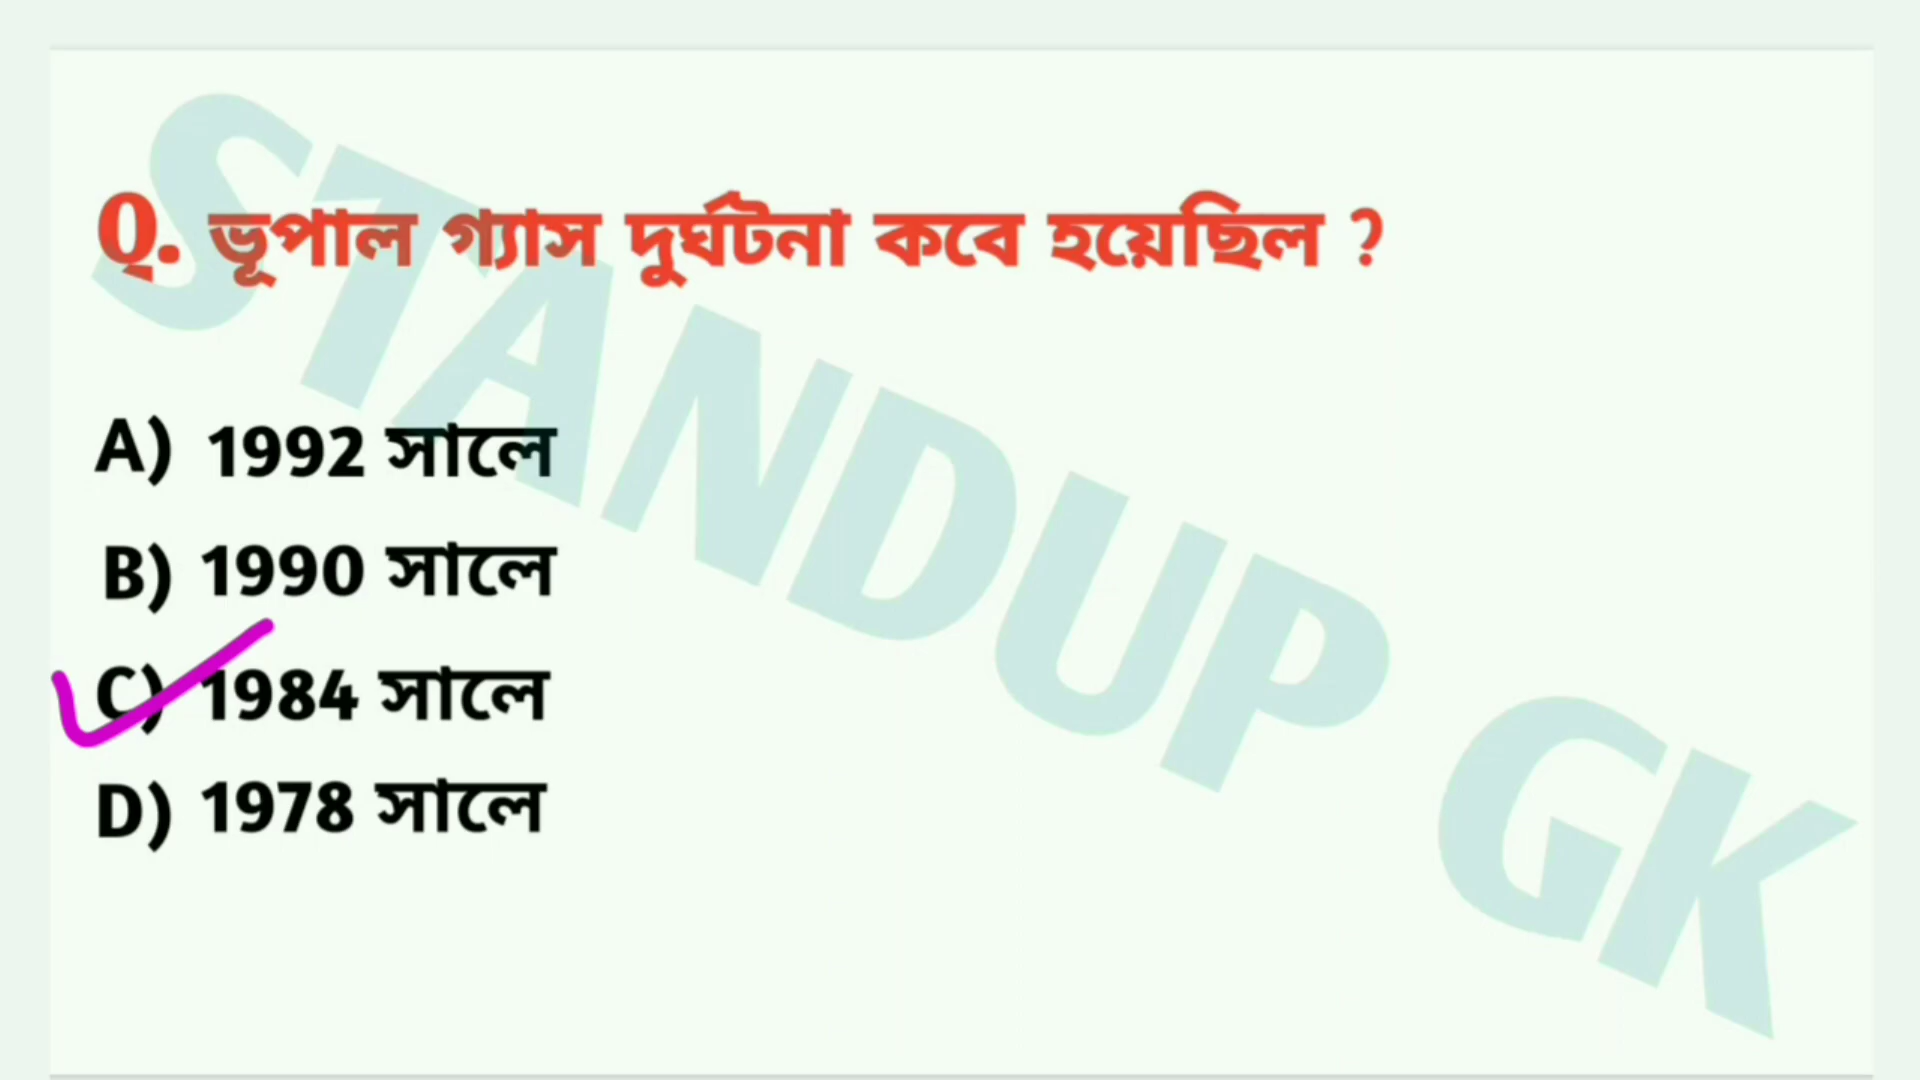 Q. ভূপাল গ্যাস দুর্ঘটনা কবে হয়েছিল ?
A) 1992 সালে
B) 1990 সালে
C) 1984 সালে
D) 1978 সালে
STANDUP GK